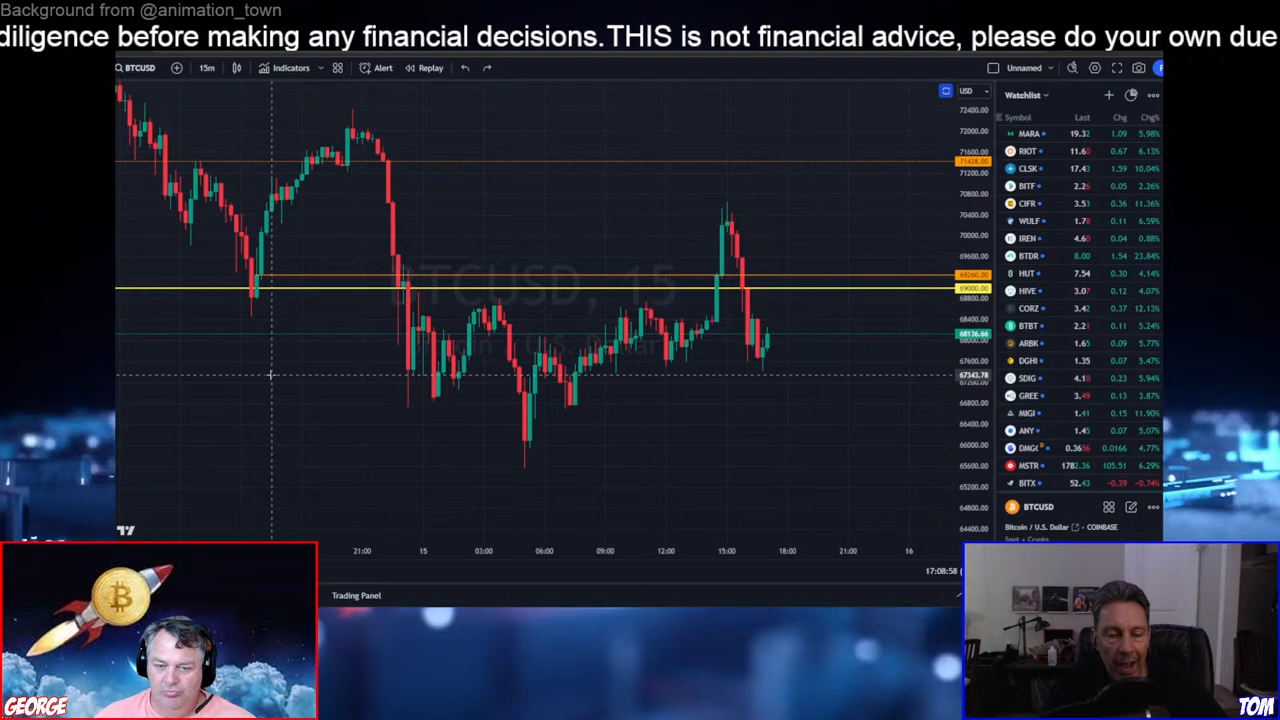 Background from @animation_town
diligence before making any financial decisions.THIS is not financial advice, please do your own due
BTCUSD
15m
Indicators
Alert
Replay
Unnamed
USD
72400.00
72000.00
71600.00
71428.00
71200.00
70800.00
70400.00
70000.00
69600.00
69260.00
69000.00
68800.00
68400.00
68136.66
68000.00
67600.00
67343.78
67200.00
66800.00
66400.00
66000.00
65600.00
65200.00
64800.00
64400.00
BTCUSD, 15
21:00
15
03:00
06:00
09:00
12:00
15:00
18:00
21:00
16
17:08:58
Trading Panel
Watchlist
Symbol Last Chg Chg%
MARA 19.32 1.09 5.98%
RIOT 11.60 0.67 6.13%
CLSK 17.43 1.59 10.04%
BITF 2.26 0.05 2.26%
CIFR 3.53 0.36 11.36%
WULF 1.78 0.11 6.59%
IREN 4.60 0.04 0.88%
BTDR 8.00 1.54 23.84%
HUT 7.54 0.30 4.14%
HIVE 3.07 0.12 4.07%
CORZ 3.42 0.37 12.13%
BTBT 2.21 0.11 5.24%
ARBK 1.65 0.09 5.77%
DGHI 1.35 0.07 5.47%
SDIG 4.10 0.23 5.94%
GREE 3.49 0.13 3.87%
MIGI 1.41 0.15 11.90%
ANY 1.45 0.07 5.07%
DMG 0.3656 0.0166 4.77%
MSTR 1782.36 105.51 6.29%
BITX 52.43 −0.39 −0.74%
BTCUSD
Bitcoin / U.S. Dollar COINBASE
Spot Crypto
GEORGE
TOM